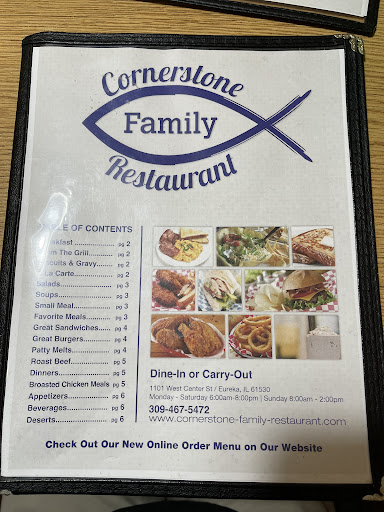 Cornerstone
Family
Restaurant
TABLE OF CONTENTS
Breakfast................ pg 2
From The Grill........... pg 2
Biscuits & Gravy....... pg 2
La Carte.................. pg 2
Salads..................... pg 3
Soups...................... pg 3
Small Meal............... pg 3
Favorite Meals......... pg 3
Great Sandwiches..... pg 4
Great Burgers.......... pg 4
Patty Melts.............. pg 4
Roast Beef............... pg 5
Dinners................... pg 5
Broasted Chicken Meals pg 5
Appetizers............... pg 6
Beverages............... pg 6
Deserts................... pg 6
Dine-In or Carry-Out
1101 West Center St / Eureka, IL 61530
Monday - Saturday 6:00am-8:00pm | Sunday 8:00am - 2:00pm
309-467-5472
www.cornerstone-family-restaurant.com
Check Out Our New Online Order Menu on Our Website